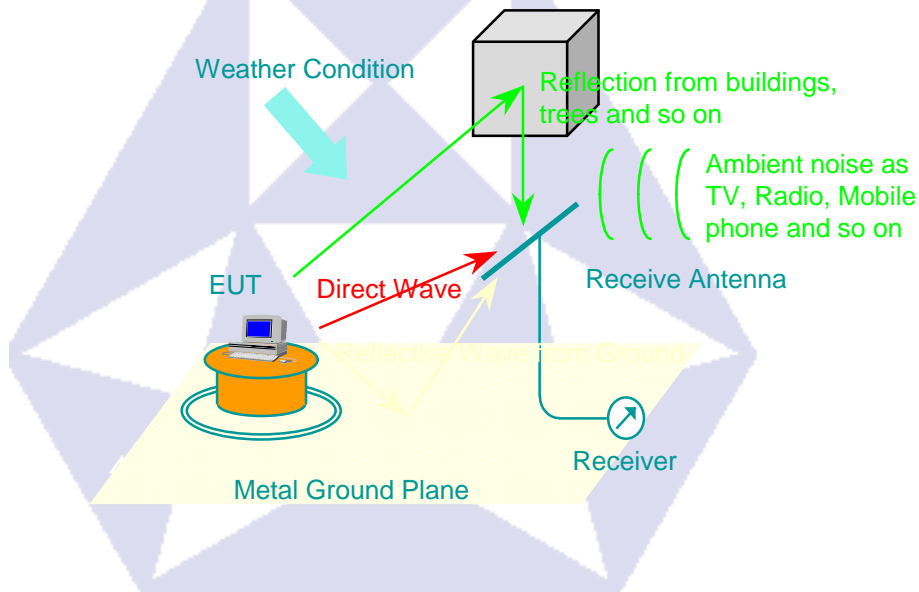 Weather Condition
Reflection from buildings,
trees and so on
Ambient noise as
TV, Radio, Mobile
phone and so on
EUT
Direct Wave
Receive Antenna
Reflective Wave from Ground
Receiver
Metal Ground Plane